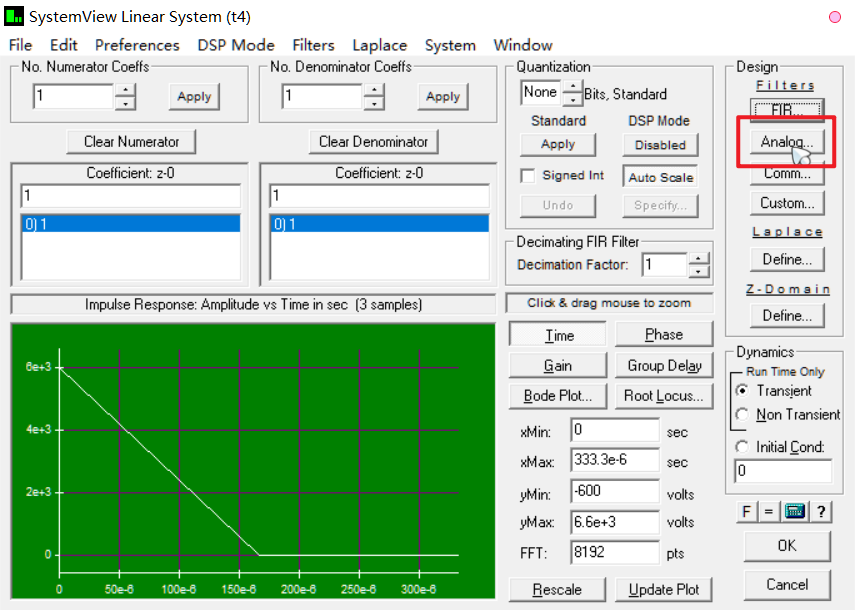 SystemView Linear System (t4)
File Edit Preferences DSP Mode Filters Laplace System Window
No. Numerator Coeffs
1
Apply
Clear Numerator
Coefficient: z-0
1
0) 1
No. Denominator Coeffs
1
Apply
Clear Denominator
Coefficient: z-0
1
0) 1
Quantization
None Bits, Standard
Standard DSP Mode
Apply Disabled
Signed Int Auto Scale
Undo Specify...
Decimating FIR Filter
Decimation Factor: 1
Design
Filters
FIR...
Analog...
Comm...
Custom...
Laplace
Define...
Z-Domain
Define...
Impulse Response: Amplitude vs Time in sec (3 samples)
6e+3
4e+3
2e+3
0
0 50e-6 100e-6 150e-6 200e-6 250e-6 300e-6
Click & drag mouse to zoom
Time Phase
Gain Group Delay
Bode Plot... Root Locus...
xMin: 0 sec
xMax: 333.3e-6 sec
yMin: -600 volts
yMax: 6.6e+3 volts
FFT: 8192 pts
Rescale Update Plot
Dynamics
Run Time Only
Transient
Non Transient
Initial Cond:
0
F = ?
OK
Cancel